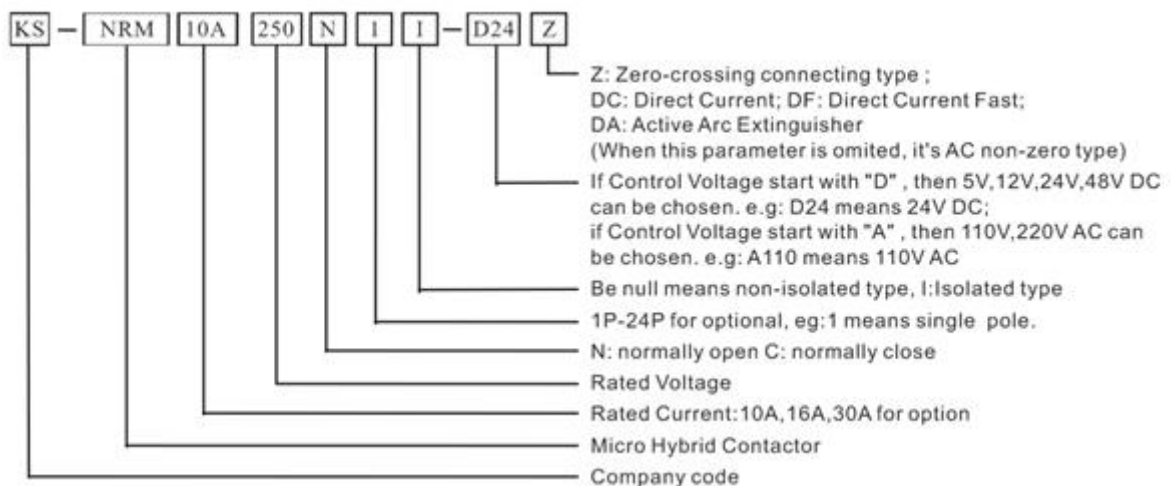 KS - NRM 10A 250 N I I - D24 Z
Z: Zero-crossing connecting type ;
DC: Direct Current; DF: Direct Current Fast;
DA: Active Arc Extinguisher
(When this parameter is omited, it's AC non-zero type)
If Control Voltage start with "D" , then 5V,12V,24V,48V DC
can be chosen. e.g: D24 means 24V DC;
if Control Voltage start with "A" , then 110V,220V AC can
be chosen. e.g: A110 means 110V AC
Be null means non-isolated type, I:Isolated type
1P-24P for optional, eg:1 means single pole.
N: normally open C: normally close
Rated Voltage
Rated Current:10A,16A,30A for option
Micro Hybrid Contactor
Company code